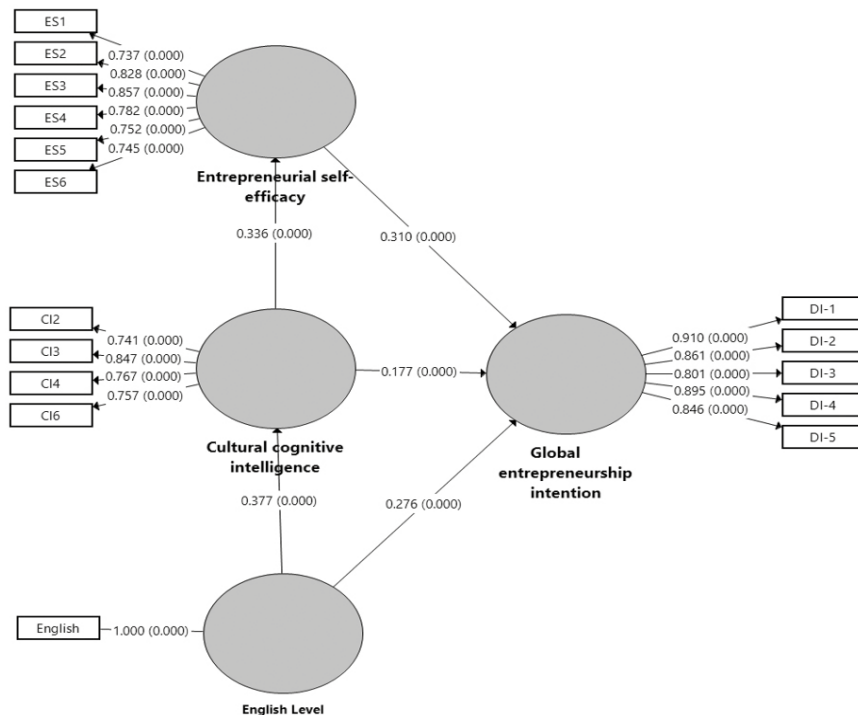 ES1
ES2
ES3
ES4
ES5
ES6
0.737 (0.000)
0.828 (0.000)
0.857 (0.000)
0.782 (0.000)
0.752 (0.000)
0.745 (0.000)
Entrepreneurial self-
efficacy
0.336 (0.000)
0.310 (0.000)
CI2
CI3
CI4
CI6
0.741 (0.000)
0.847 (0.000)
0.767 (0.000)
0.757 (0.000)
Cultural cognitive
intelligence
0.177 (0.000)
Global
entrepreneurship
intention
0.910 (0.000)
0.861 (0.000)
0.801 (0.000)
0.895 (0.000)
0.846 (0.000)
DI-1
DI-2
DI-3
DI-4
DI-5
0.377 (0.000)
0.276 (0.000)
English
1.000 (0.000)
English Level